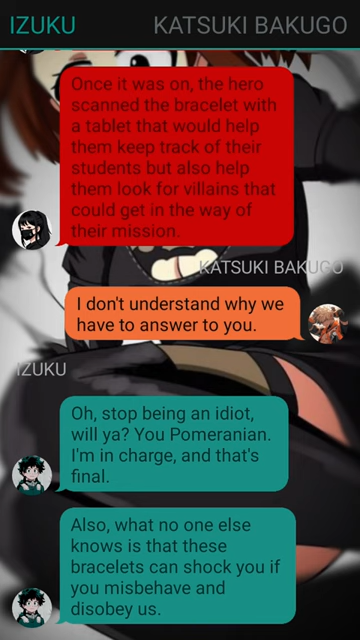 IZUKU KATSUKI BAKUGO
Once it was on, the hero
scanned the bracelet with
a tablet that would help
them keep track of their
students but also help
them look for villains that
could get in the way of
their mission.
KATSUKI BAKUGO
I don't understand why we
have to answer to you.
IZUKU
Oh, stop being an idiot,
will ya? You Pomeranian.
I'm in charge, and that's
final.
Also, what no one else
knows is that these
bracelets can shock you if
you misbehave and
disobey us.